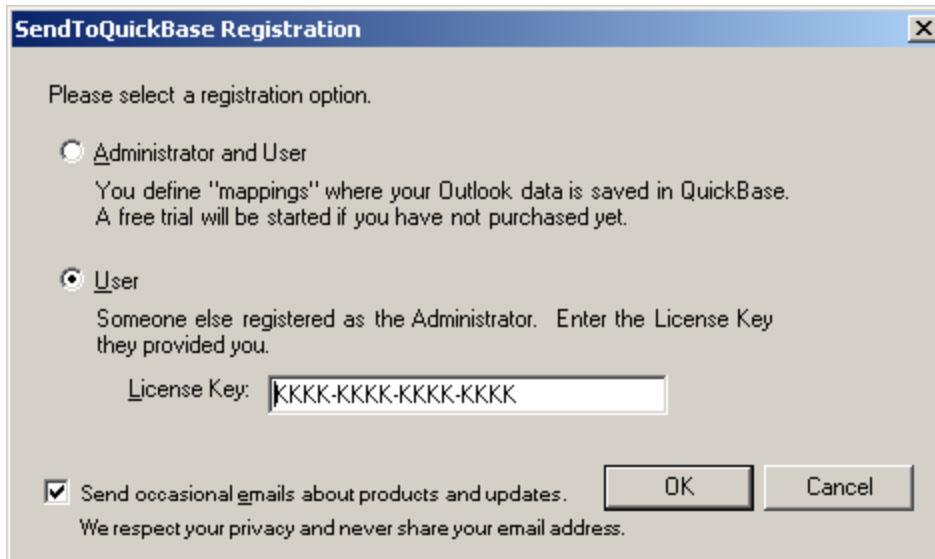 SendToQuickBase Registration
Please select a registration option.
Administrator and User
You define "mappings" where your Outlook data is saved in QuickBase.
A free trial will be started if you have not purchased yet.
User
Someone else registered as the Administrator. Enter the License Key
they provided you.
License Key: KKKK-KKKK-KKKK-KKKK
Send occasional emails about products and updates.
OK
Cancel
We respect your privacy and never share your email address.